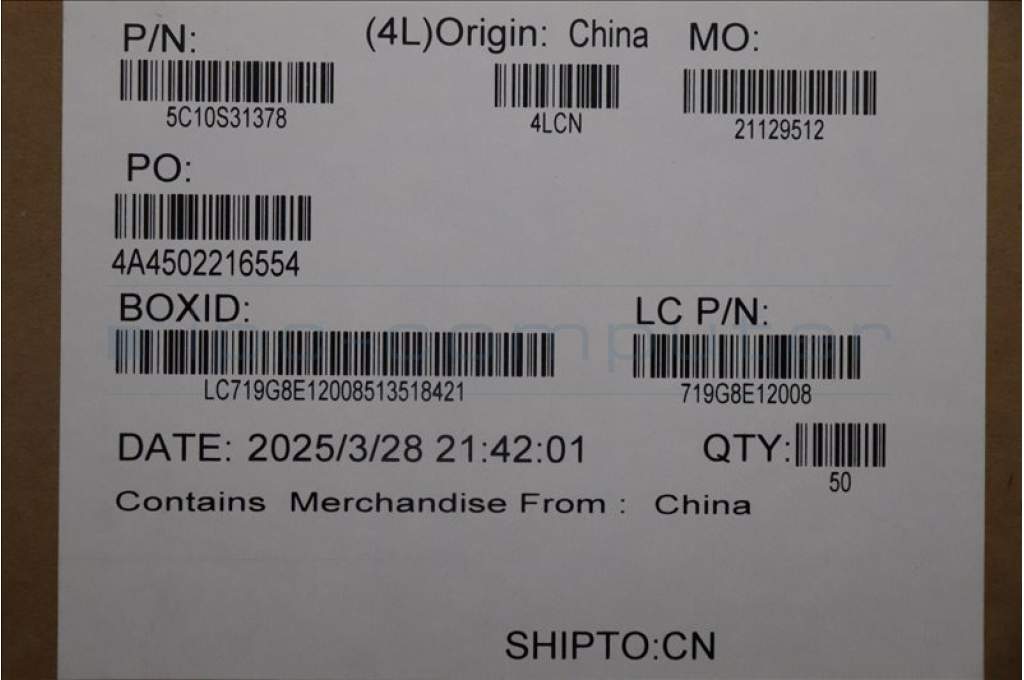 P/N: (4L)Origin: China MO:
5C10S31378 4LCN 21129512
PO:
4A4502216554
BOXID: LC P/N:
LC719G8E12008513518421 719G8E12008
DATE: 2025/3/28 21:42:01 QTY:
50
Contains Merchandise From : China
SHIPTO:CN